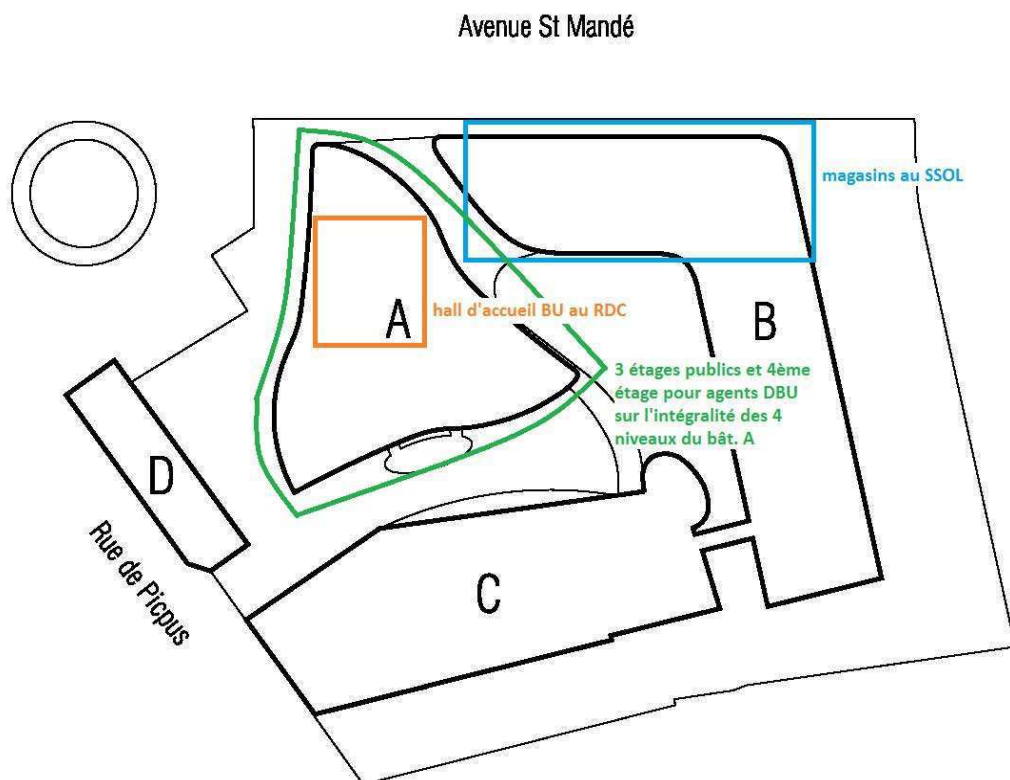 Avenue St Mandé
magasins au SSOL
hall d'accueil BU au RDC
A
B
3 étages publics et 4ème
étage pour agents DBU
sur l'intégralité des 4
niveaux du bât. A
D
Rue de Picpus
C